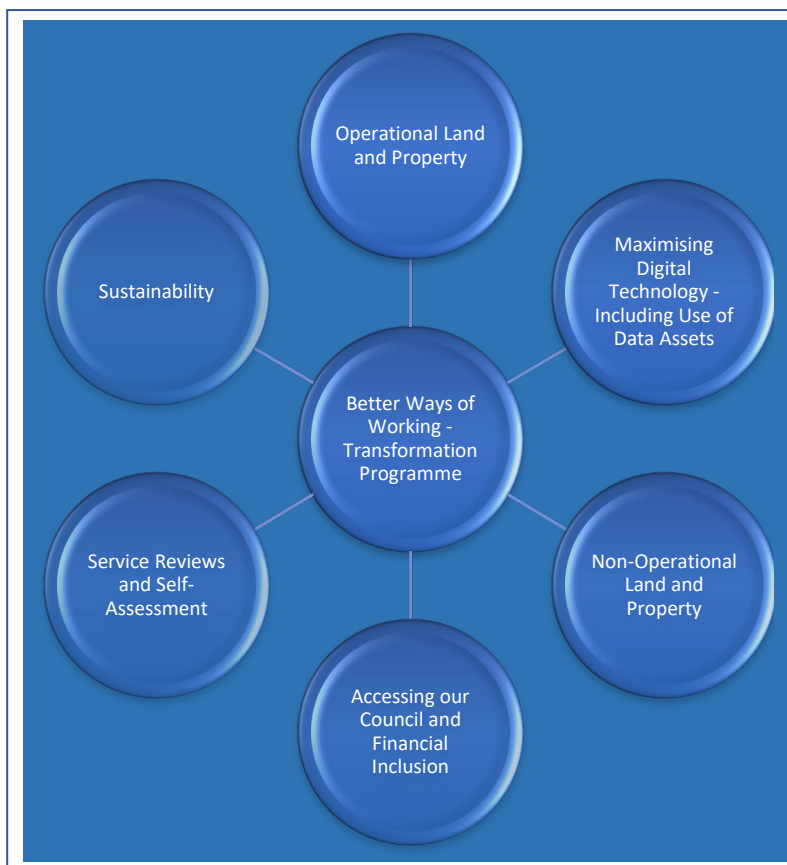 Operational Land
and Property
Sustainability
Maximising
Digital
Technology -
Including Use of
Data Assets
Better Ways of
Working -
Transformation
Programme
Service Reviews
and Self-
Assessment
Non-Operational
Land and
Property
Accessing our
Council and
Financial
Inclusion